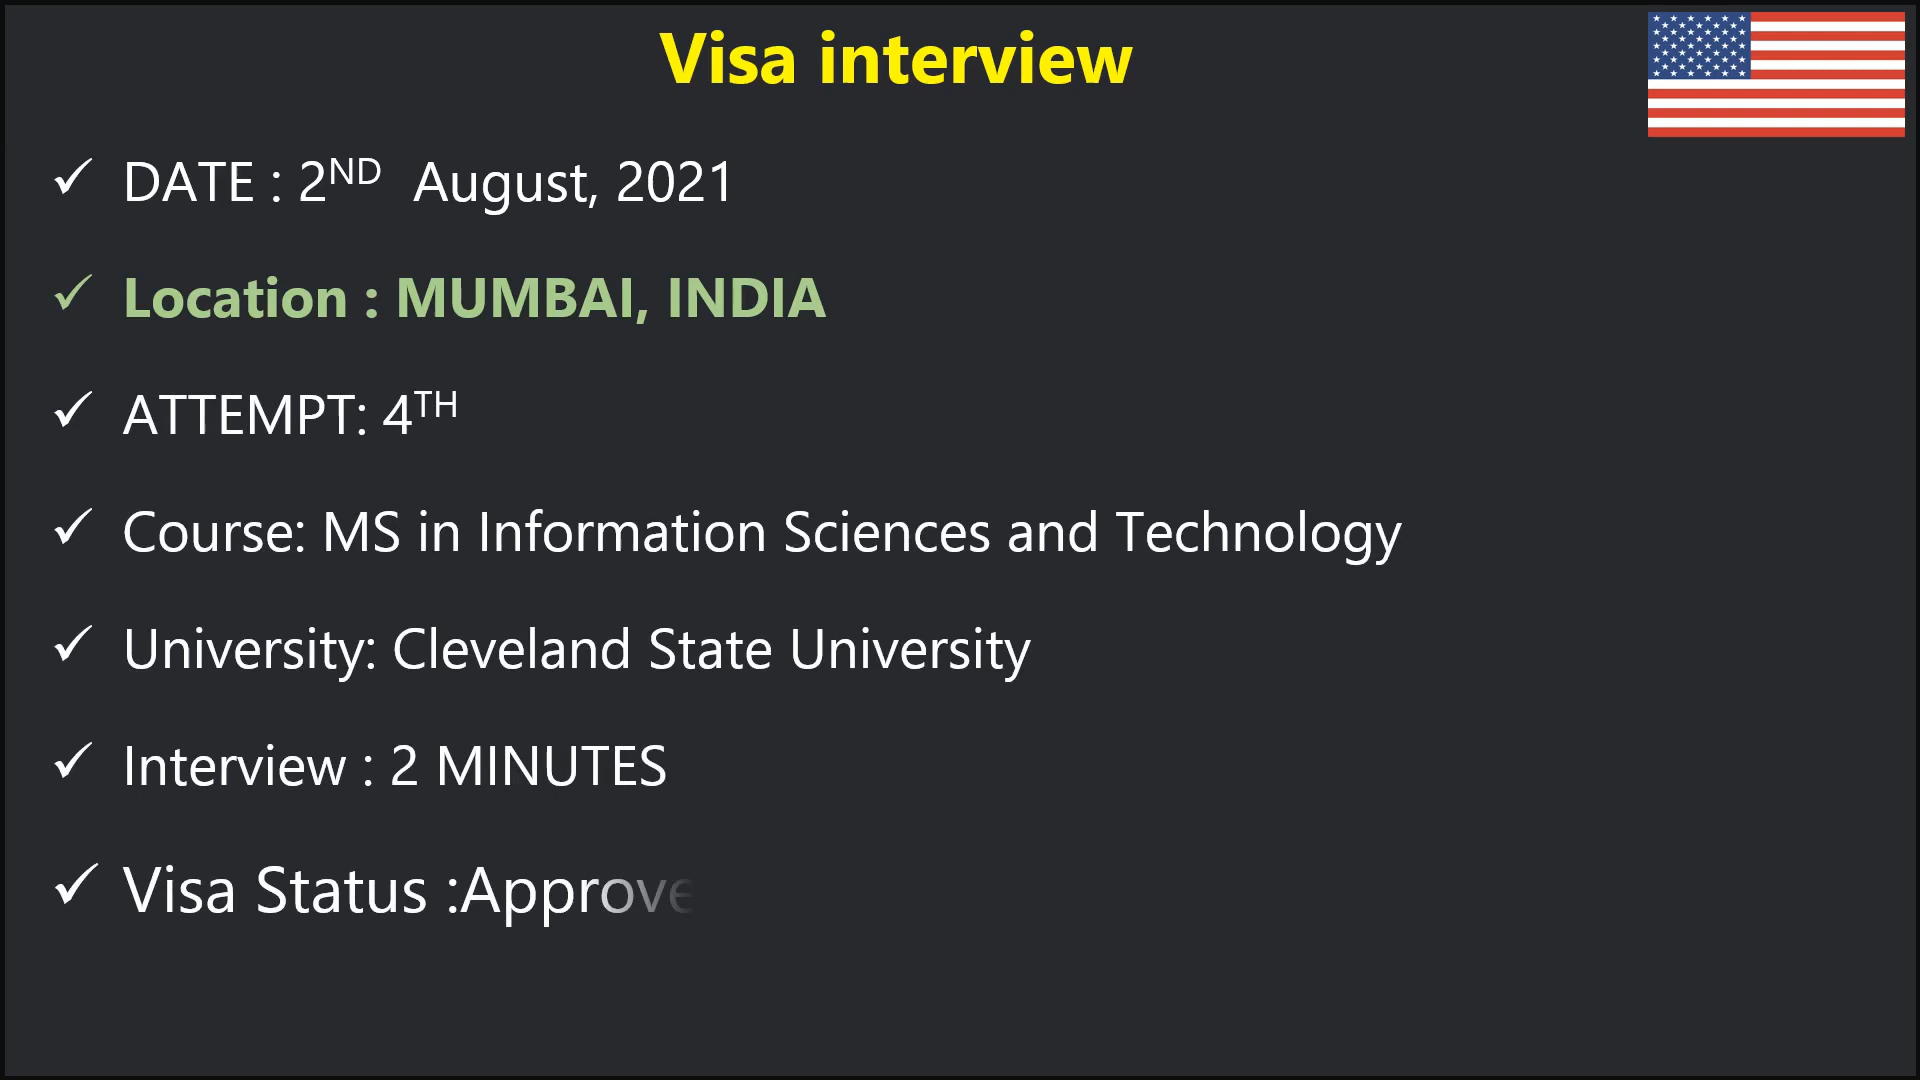 Visa interview
DATE : 2ND August, 2021
Location : MUMBAI, INDIA
ATTEMPT: 4TH
Course: MS in Information Sciences and Technology
University: Cleveland State University
Interview : 2 MINUTES
Visa Status :Approve